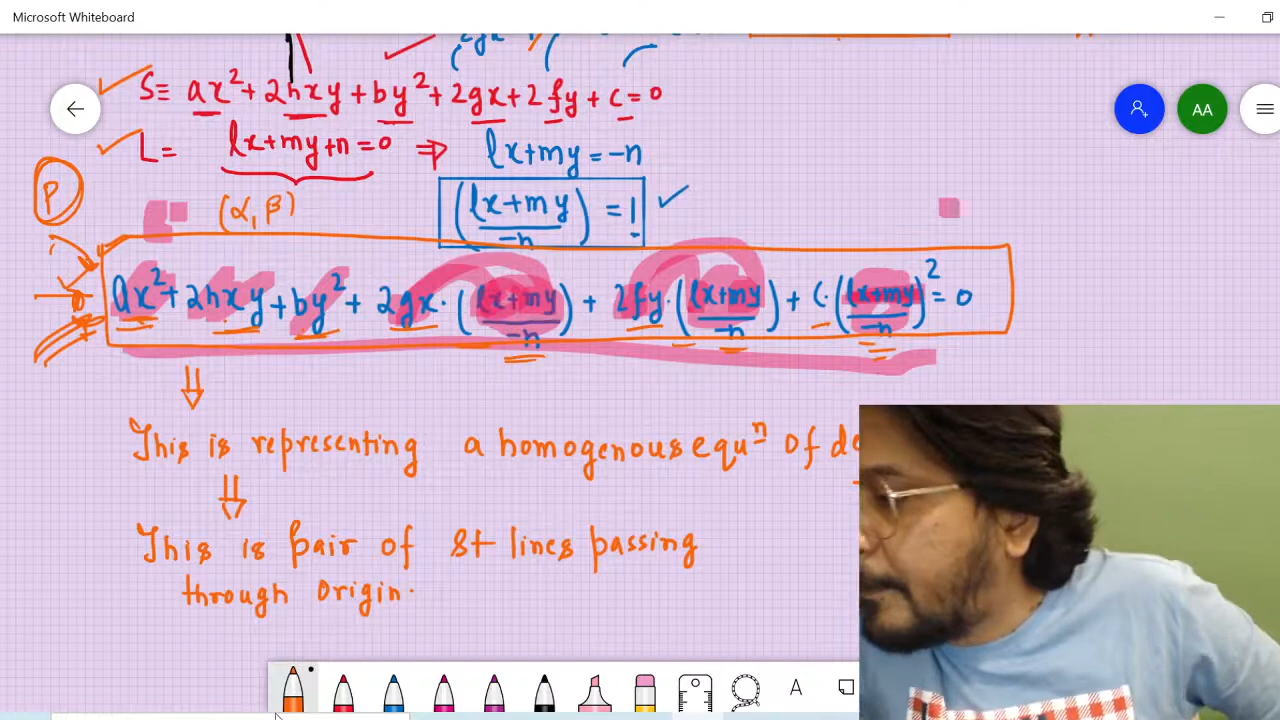 Microsoft Whiteboard
S≡ ax²+2hxy+by²+2gx+2fy+c=0
L= lx+my+n=0 ⇒ lx+my=-n
P
(α,β) ((lx+my)/-n) = 1
AA
ax²+2hxy+by²+2gx·((lx+my)/-n)+2fy·((lx+my)/-n)+c·((lx+my)/-n)²=0
⇓
This is representing a homogenous equⁿ of
⇓
This is pair of st lines passing
through origin.
A